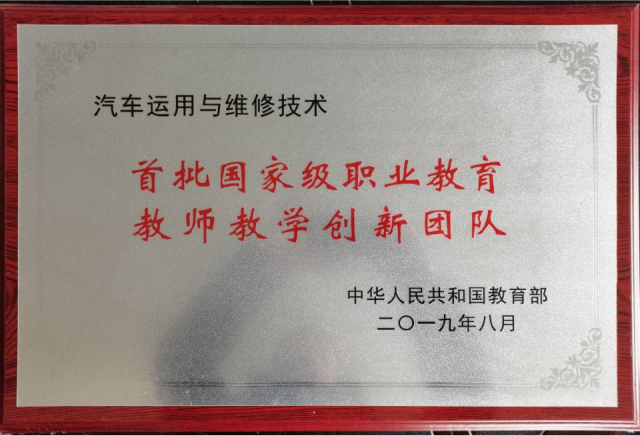 汽车运用与维修技术
首批国家级职业教育
教师教学创新团队
中华人民共和国教育部
二〇一九年八月